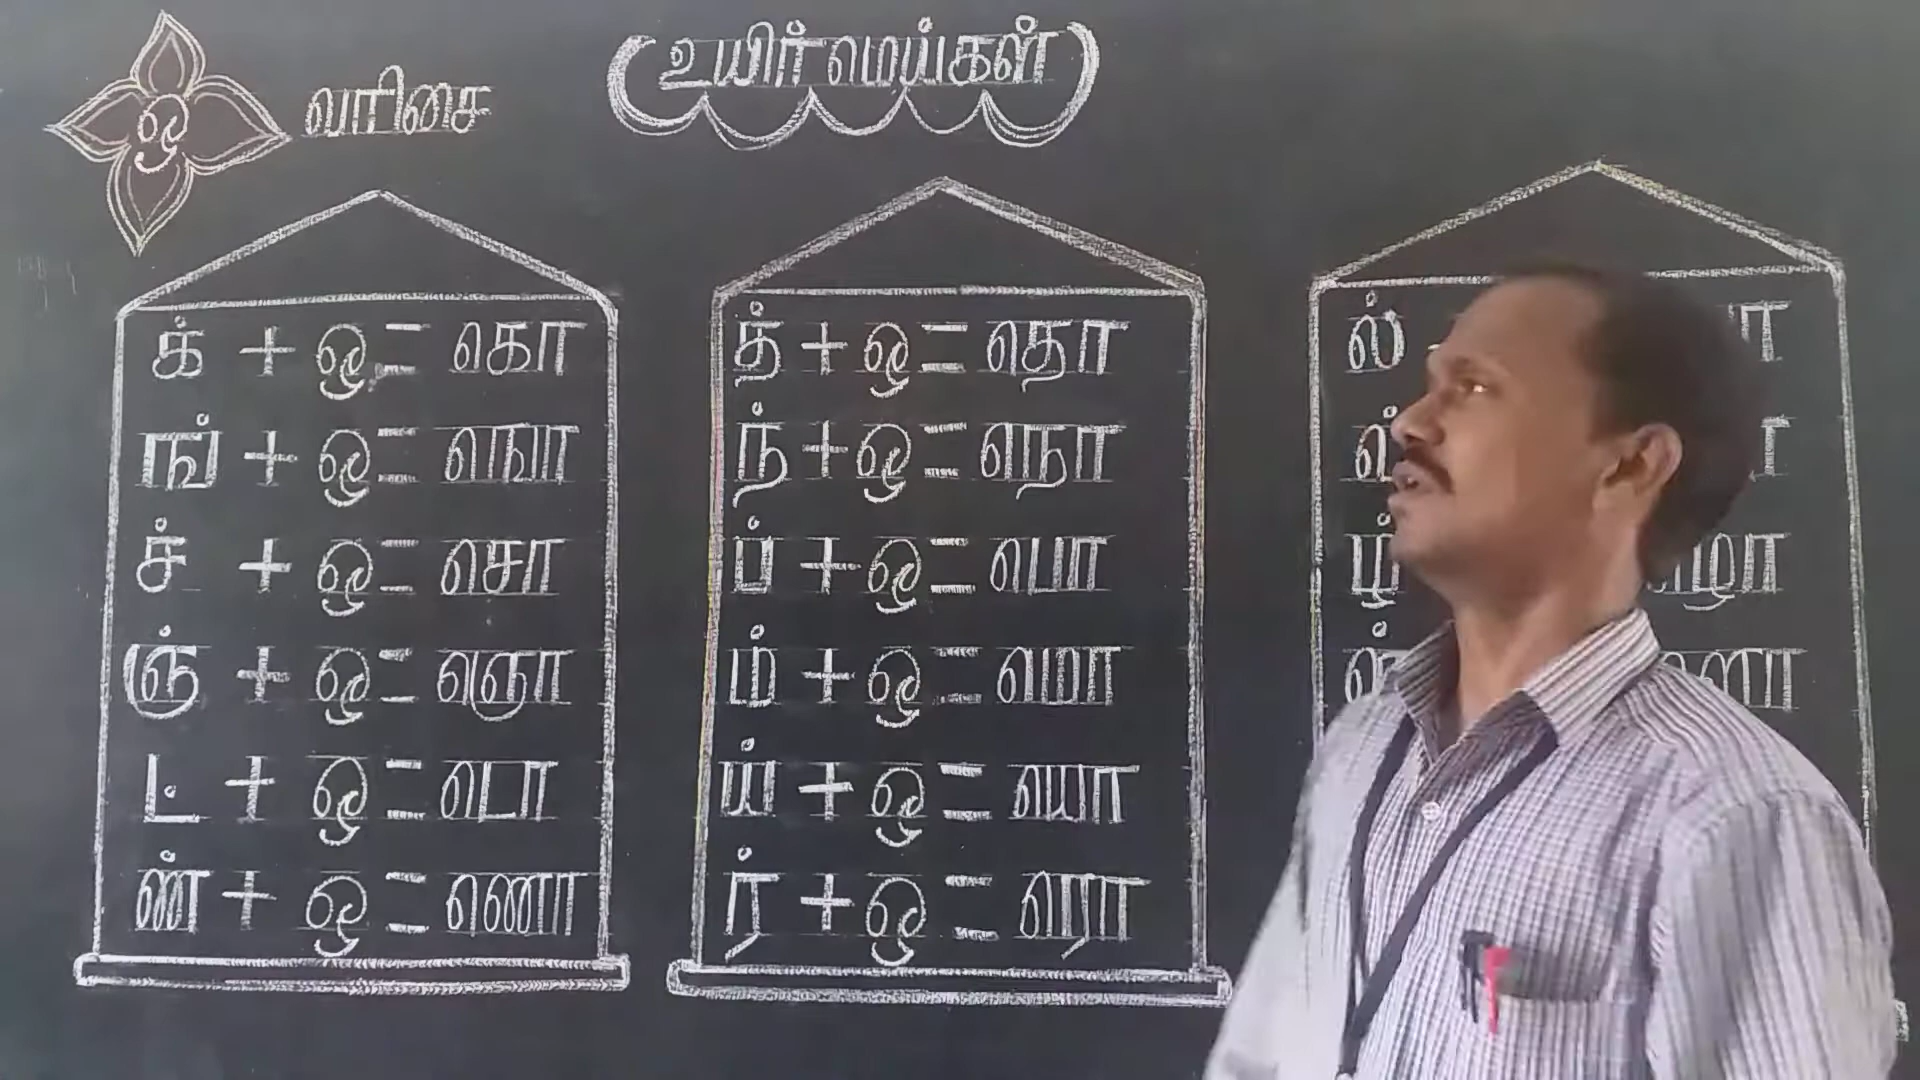 ஒ வரிசை
உயிர் மெய்கள்
க் + ஒ = கொ
ங் + ஒ = ஙொ
ச் + ஒ = சொ
ஞ் + ஒ = ஞொ
ட் + ஒ = டொ
ண் + ஒ = ணொ
த் + ஒ = தொ
ந் + ஒ = நொ
ப் + ஒ = பொ
ம் + ஒ = மொ
ய் + ஒ = யொ
ர் + ஒ = ரொ
ல்
ழ் ழொ